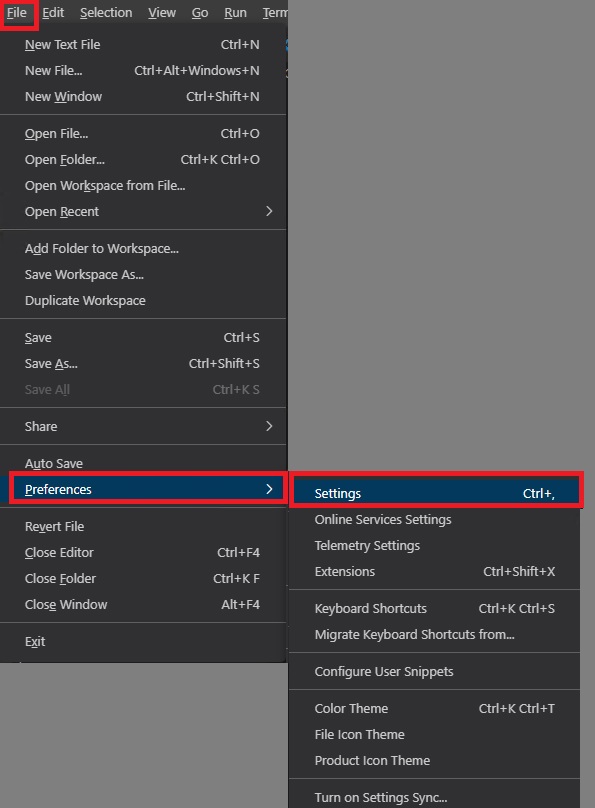 File Edit Selection View Go Run Term
New Text File Ctrl+N
New File... Ctrl+Alt+Windows+N
New Window Ctrl+Shift+N
Open File... Ctrl+O
Open Folder... Ctrl+K Ctrl+O
Open Workspace from File...
Open Recent
Add Folder to Workspace...
Save Workspace As...
Duplicate Workspace
Save Ctrl+S
Save As... Ctrl+Shift+S
Save All Ctrl+K S
Share
Auto Save
Preferences
Revert File
Close Editor Ctrl+F4
Close Folder Ctrl+K F
Close Window Alt+F4
Exit
Settings Ctrl+,
Online Services Settings
Telemetry Settings
Extensions Ctrl+Shift+X
Keyboard Shortcuts Ctrl+K Ctrl+S
Migrate Keyboard Shortcuts from...
Configure User Snippets
Color Theme Ctrl+K Ctrl+T
File Icon Theme
Product Icon Theme
Turn on Settings Sync...